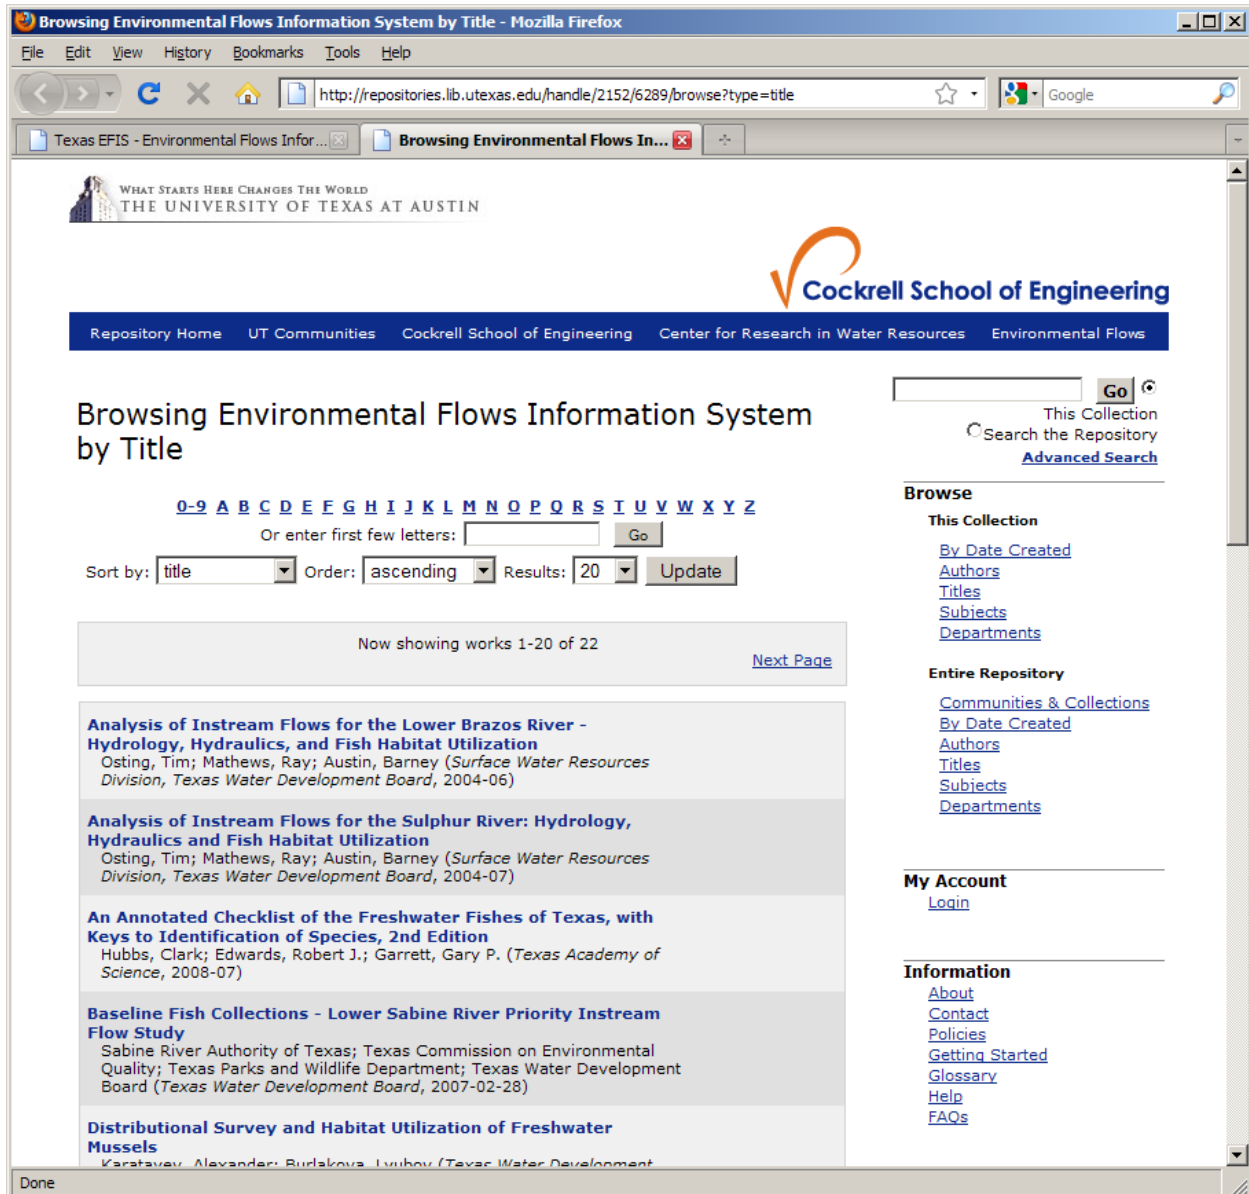 Browsing Environmental Flows Information System by Title - Mozilla Firefox
File Edit View History Bookmarks Tools Help
http://repositories.lib.utexas.edu/handle/2152/6289/browse?type=title
Google
Texas EFIS - Environmental Flows Infor...
Browsing Environmental Flows In...
WHAT STARTS HERE CHANGES THE WORLD
THE UNIVERSITY OF TEXAS AT AUSTIN
Cockrell School of Engineering
Repository Home UT Communities Cockrell School of Engineering Center for Research in Water Resources Environmental Flows
Browsing Environmental Flows Information System
by Title
0-9 A B C D E F G H I J K L M N O P Q R S T U V W X Y Z
Or enter first few letters: Go
Sort by: title Order: ascending Results: 20 Update
Now showing works 1-20 of 22
Next Page
Analysis of Instream Flows for the Lower Brazos River -
Hydrology, Hydraulics, and Fish Habitat Utilization
Osting, Tim; Mathews, Ray; Austin, Barney (Surface Water Resources
Division, Texas Water Development Board, 2004-06)
Analysis of Instream Flows for the Sulphur River: Hydrology,
Hydraulics and Fish Habitat Utilization
Osting, Tim; Mathews, Ray; Austin, Barney (Surface Water Resources
Division, Texas Water Development Board, 2004-07)
An Annotated Checklist of the Freshwater Fishes of Texas, with
Keys to Identification of Species, 2nd Edition
Hubbs, Clark; Edwards, Robert J.; Garrett, Gary P. (Texas Academy of
Science, 2008-07)
Baseline Fish Collections - Lower Sabine River Priority Instream
Flow Study
Sabine River Authority of Texas; Texas Commission on Environmental
Quality; Texas Parks and Wildlife Department; Texas Water Development
Board (Texas Water Development Board, 2007-02-28)
Distributional Survey and Habitat Utilization of Freshwater
Mussels
Karatayev, Alexander; Burlakova, Lyubov (Texas Water Development
Go
This Collection
Search the Repository
Advanced Search
Browse
This Collection
By Date Created
Authors
Titles
Subjects
Departments
Entire Repository
Communities & Collections
By Date Created
Authors
Titles
Subjects
Departments
My Account
Login
Information
About
Contact
Policies
Getting Started
Glossary
Help
FAQs
Done